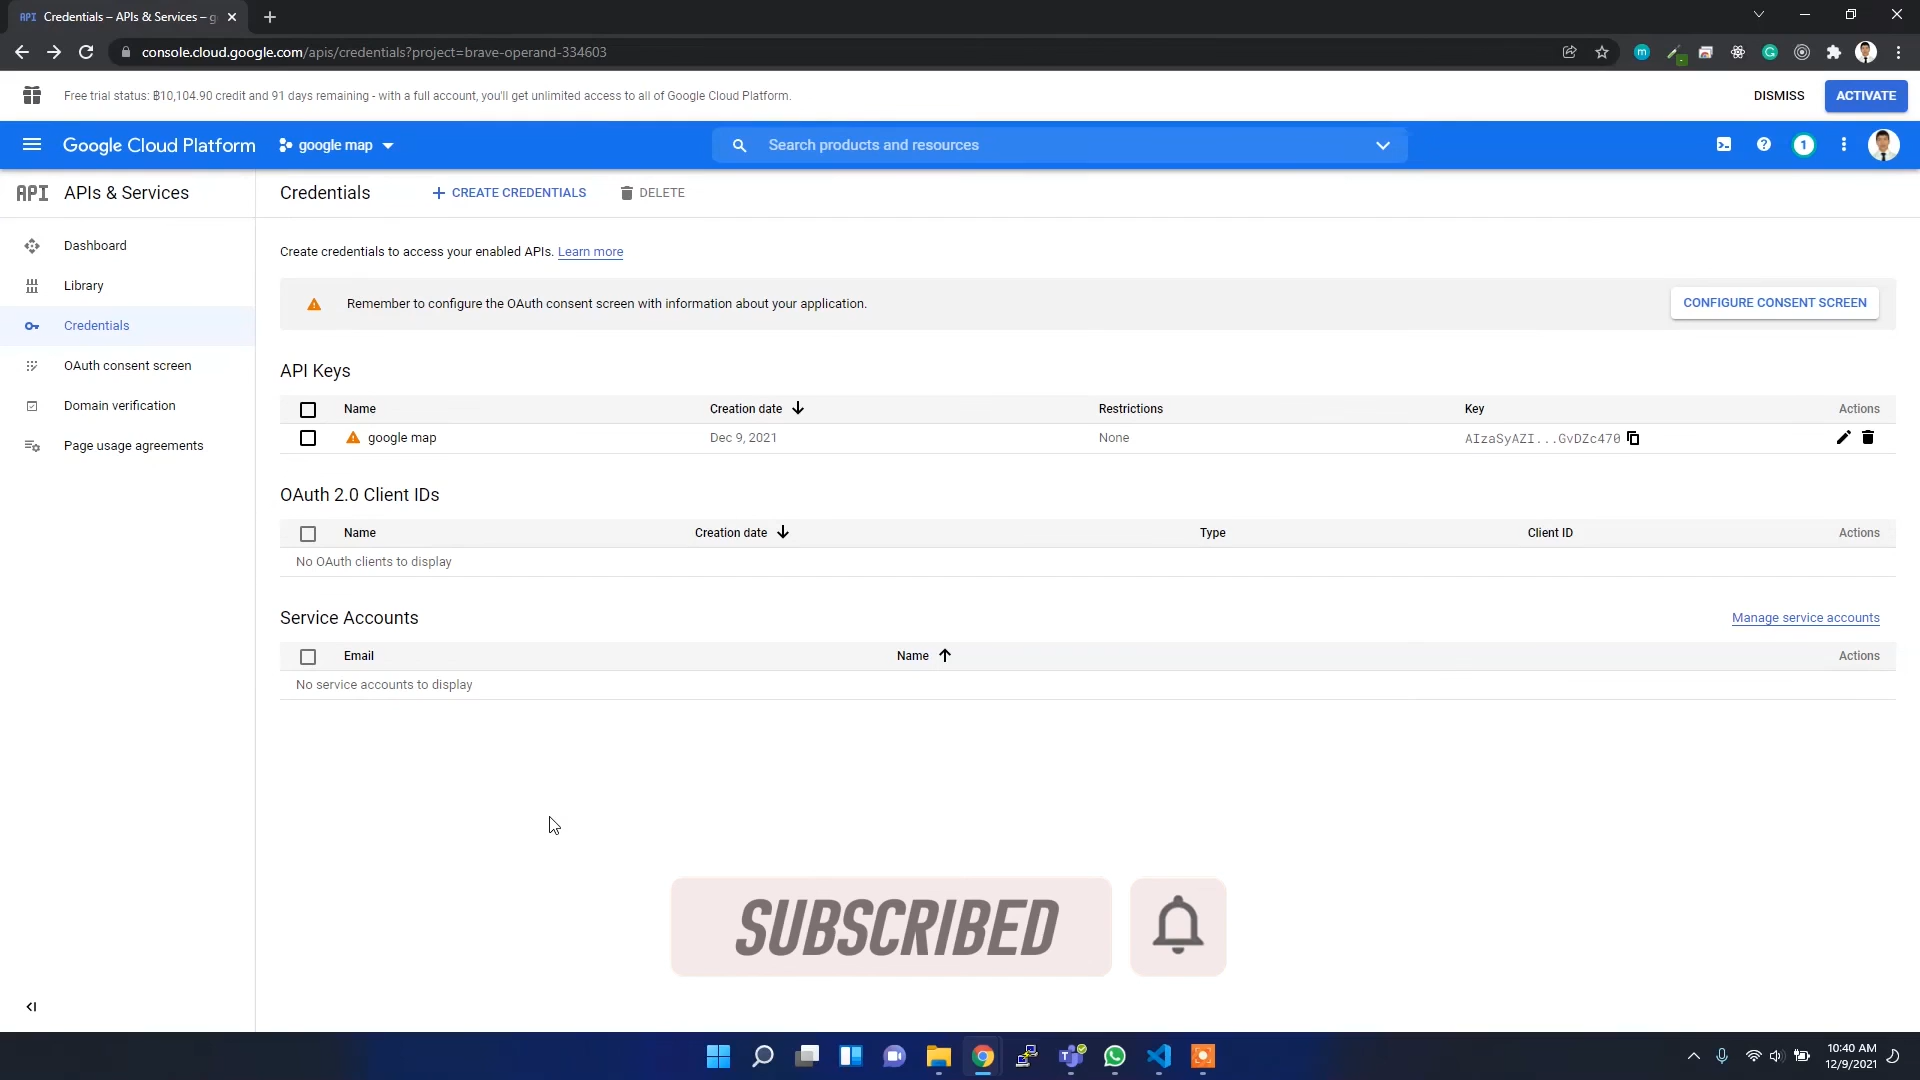 API Credentials – APIs & Services – g
console.cloud.google.com/apis/credentials?project=brave-operand-334603
Free trial status: ฿10,104.90 credit and 91 days remaining - with a full account, you'll get unlimited access to all of Google Cloud Platform.
DISMISS
ACTIVATE
Google Cloud Platform
google map
Search products and resources
1
API APIs & Services
Credentials
CREATE CREDENTIALS
DELETE
Dashboard
Library
Credentials
OAuth consent screen
Domain verification
Page usage agreements
Create credentials to access your enabled APIs. Learn more
Remember to configure the OAuth consent screen with information about your application.
CONFIGURE CONSENT SCREEN
API Keys
Name Creation date Restrictions Key Actions
google map Dec 9, 2021 None AIzaSyAZI...GvDZc470
OAuth 2.0 Client IDs
Name Creation date Type Client ID Actions
No OAuth clients to display
Service Accounts
Manage service accounts
Email Name Actions
No service accounts to display
SUBSCRIBED
10:40 AM
12/9/2021